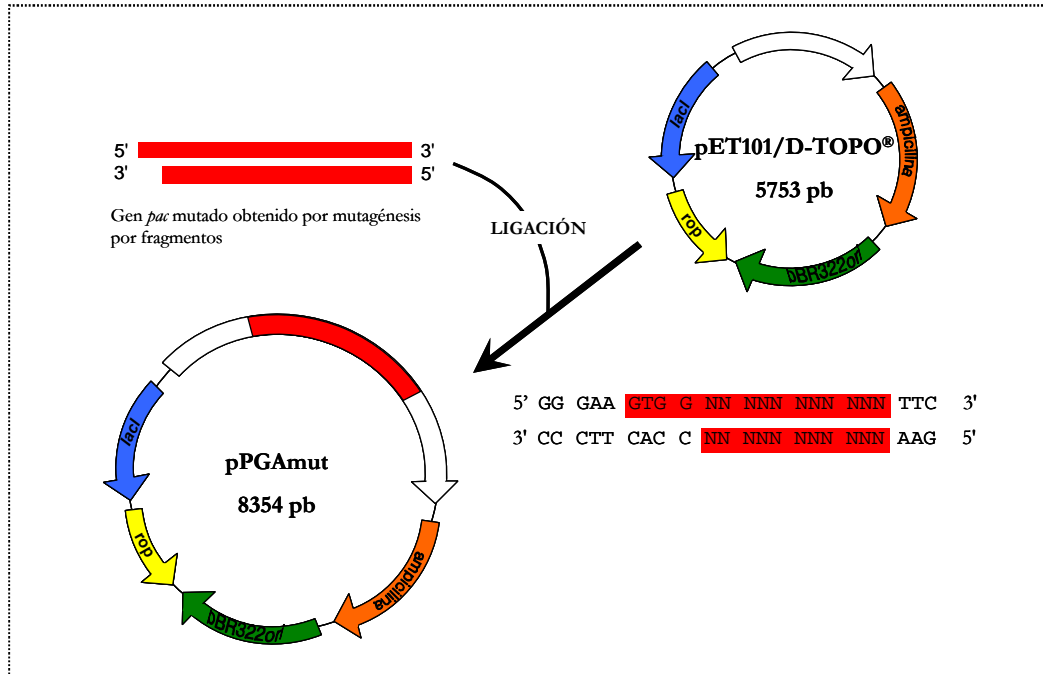 5' 3'
3' 5'
Gen pac mutado obtenido por mutagénesis
por fragmentos
LIGACIÓN
lacI
ampicilina
pET101/D-TOPO®
5753 pb
rop
pBR322ori
5' GG GAA GTG G NN NNN NNN NNN TTC 3'
3' CC CTT CAC C NN NNN NNN NNN AAG 5'
lacI
pPGAmut
8354 pb
rop
ampicilina
pBR322ori